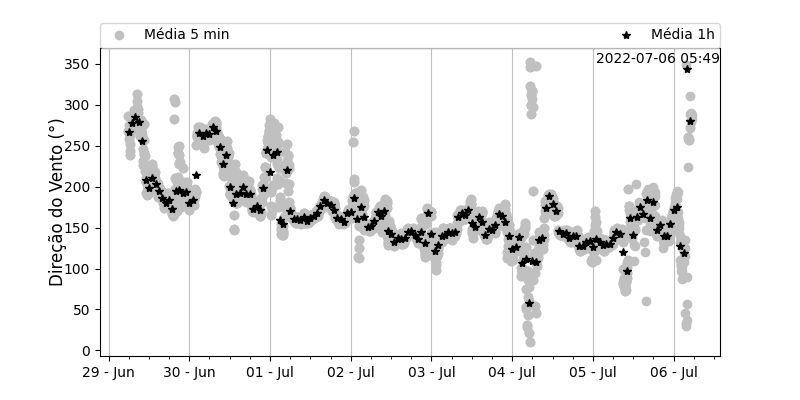 Média 5 min
Média 1h
2022-07-06 05:49
Direção do Vento (°)
350
300
250
200
150
100
50
0
29 - Jun
30 - Jun
01 - Jul
02 - Jul
03 - Jul
04 - Jul
05 - Jul
06 - Jul